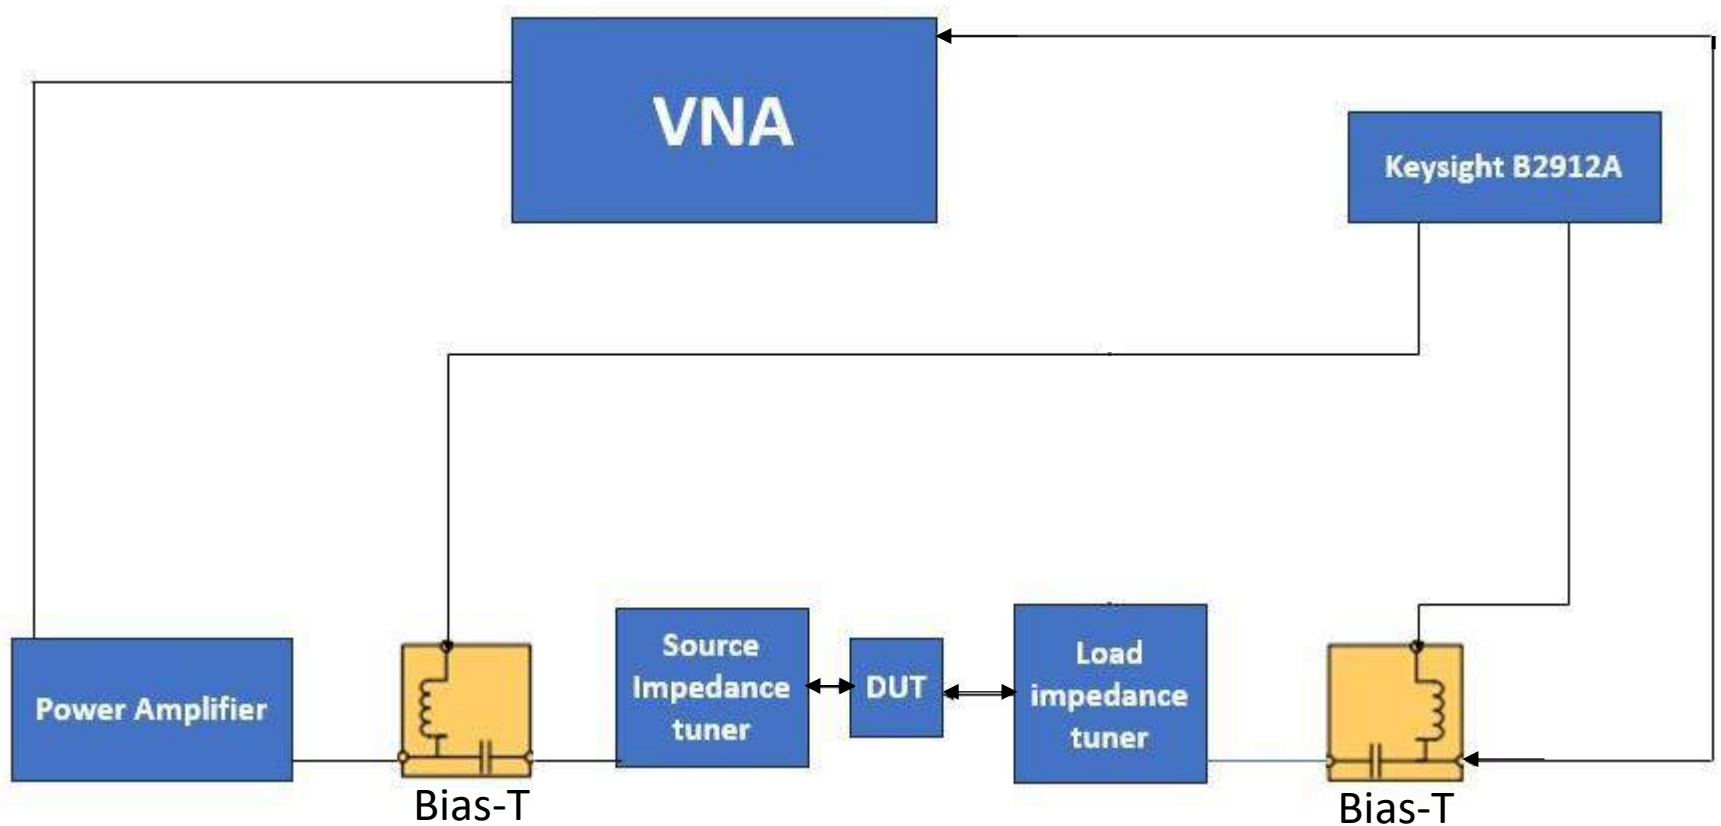 VNA
Keysight B2912A
Power Amplifier
Bias-T
Source
Impedance
tuner
DUT
Load
impedance
tuner
Bias-T